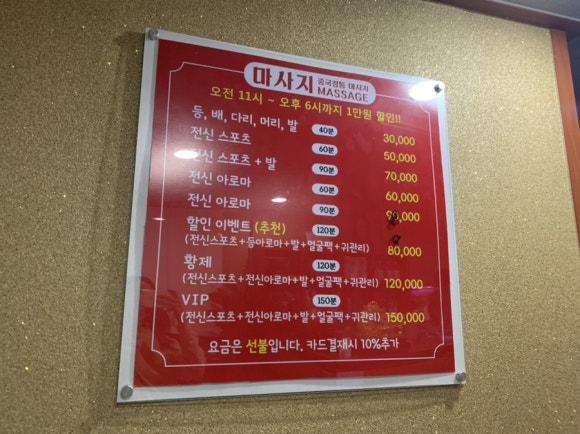 마사지 중국정통 마사지 MASSAGE
오전 11시 ~ 오후 6시까지 1만원 할인!!
등, 배, 다리, 머리, 발 40분 30,000
전신 스포츠 60분 50,000
전신 스포츠 + 발 90분 70,000
전신 아로마 60분 60,000
전신 아로마 90분
할인 이벤트 (추천) 120분
(전신스포츠+등아로마+발+얼굴팩+귀관리) 80,000
황제 120분
(전신스포츠+전신아로마+발+얼굴팩+귀관리) 120,000
VIP 150분
(전신스포츠+전신아로마+발+얼굴팩+귀관리) 150,000
요금은 선불입니다. 카드결재시 10%추가